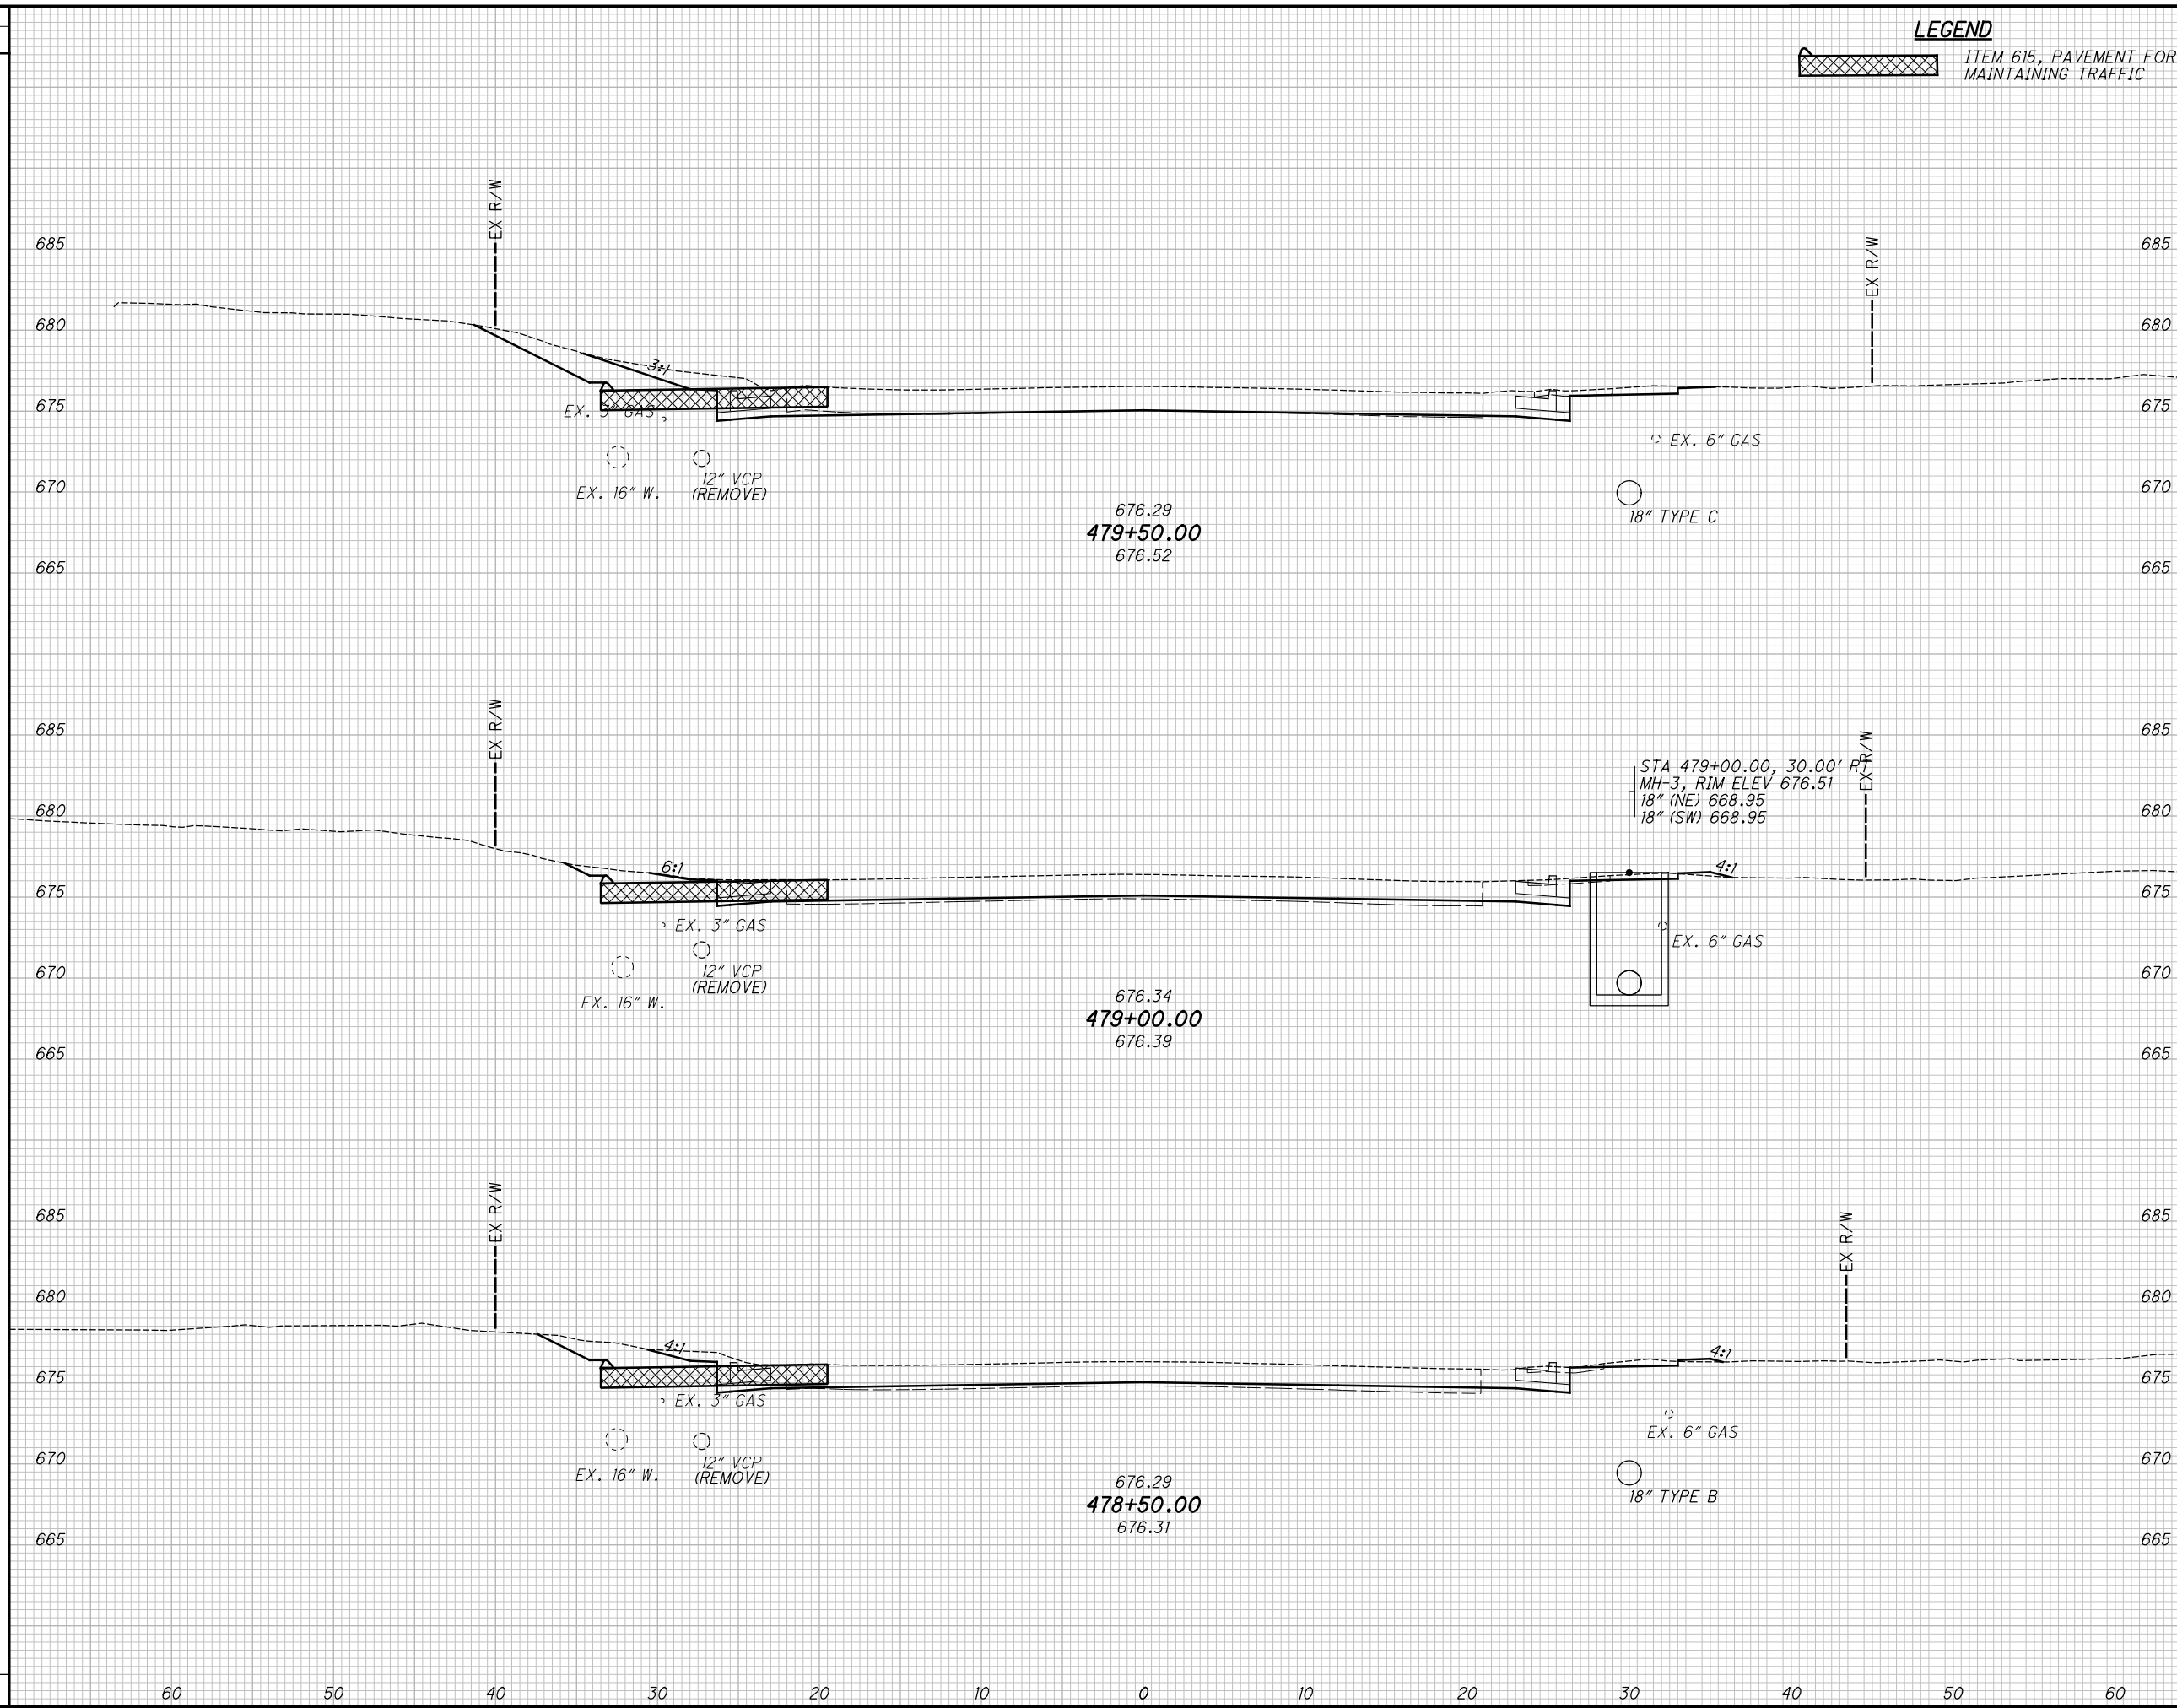 LEGEND
ITEM 615, PAVEMENT FOR
MAINTAINING TRAFFIC
EX R/W
EX R/W
685
685
680
680
3:1
675
675
EX. 3" GAS
EX. 6" GAS
12" VCP
(REMOVE)
EX. 16" W.
670
670
676.29
479+50.00
676.52
18" TYPE C
665
665
EX R/W
EX R/W
685
685
STA 479+00.00, 30.00' RT
MH-3, RIM ELEV 676.51
18" (NE) 668.95
18" (SW) 668.95
680
680
6:1
4:1
675
675
EX. 3" GAS
EX. 6" GAS
12" VCP
(REMOVE)
EX. 16" W.
670
670
676.34
479+00.00
676.39
665
665
EX R/W
EX R/W
685
685
680
680
4:1
4:1
675
675
EX. 3" GAS
EX. 6" GAS
12" VCP
(REMOVE)
EX. 16" W.
670
670
676.29
478+50.00
676.31
18" TYPE B
665
665
60 50 40 30 20 10 0 10 20 30 40 50 60